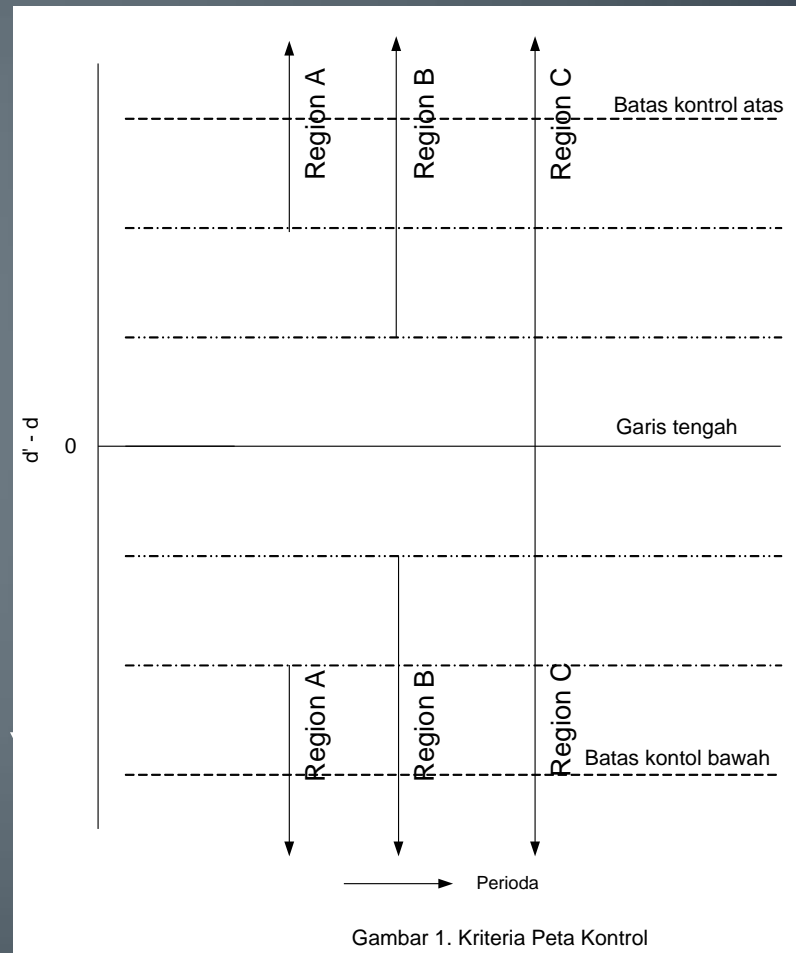 Region A
Region B
Region C
Batas kontrol atas
d' - d
0
Garis tengah
Region A
Region B
Region C
Batas kontol bawah
Perioda
Gambar 1. Kriteria Peta Kontrol